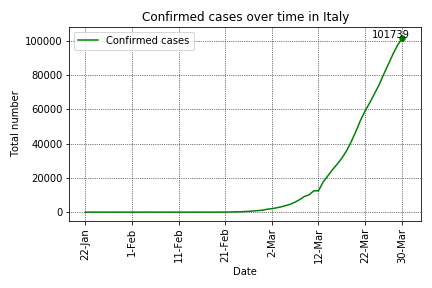 Confirmed cases over time in Italy
101739
Confirmed cases
100000
80000
60000
40000
20000
0
Total number
22-Jan
1-Feb
11-Feb
21-Feb
2-Mar
12-Mar
22-Mar
30-Mar
Date